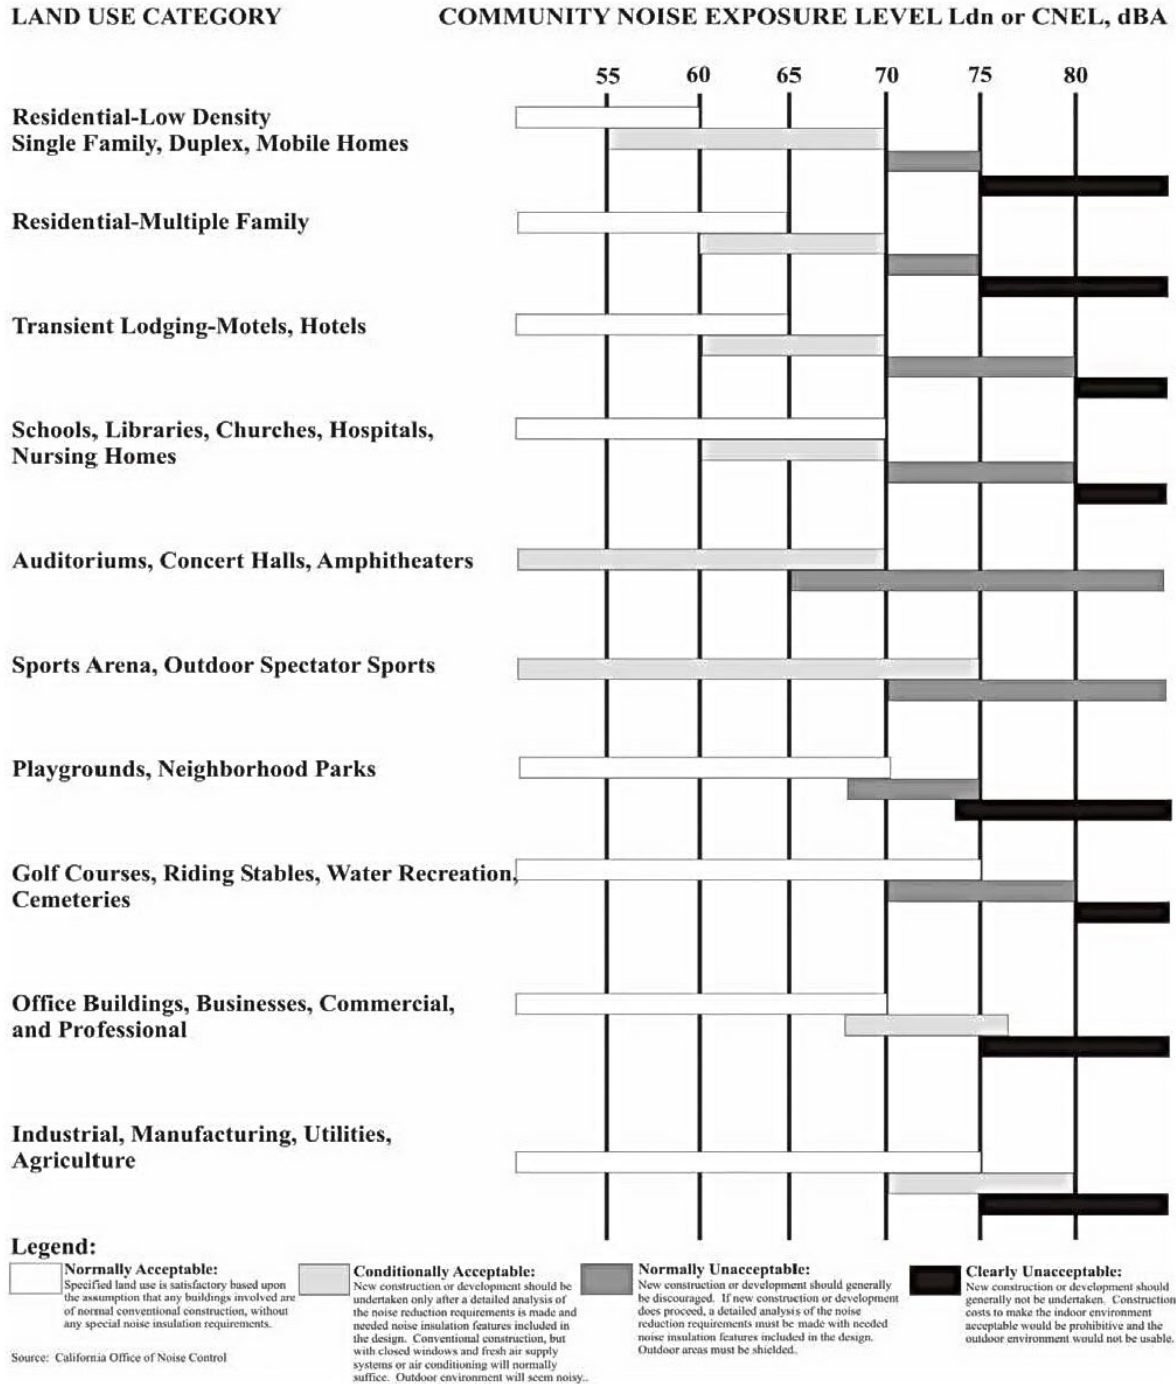 LAND USE CATEGORY
COMMUNITY NOISE EXPOSURE LEVEL Ldn or CNEL, dBA
55 60 65 70 75 80
Residential-Low Density
Single Family, Duplex, Mobile Homes
Residential-Multiple Family
Transient Lodging-Motels, Hotels
Schools, Libraries, Churches, Hospitals,
Nursing Homes
Auditoriums, Concert Halls, Amphitheaters
Sports Arena, Outdoor Spectator Sports
Playgrounds, Neighborhood Parks
Golf Courses, Riding Stables, Water Recreation,
Cemeteries
Office Buildings, Businesses, Commercial,
and Professional
Industrial, Manufacturing, Utilities,
Agriculture
Legend:
Normally Acceptable:
Specified land use is satisfactory based upon
the assumption that any buildings involved are
of normal conventional construction, without
any special noise insulation requirements.
Conditionally Acceptable:
New construction or development should be
undertaken only after a detailed analysis of
the noise reduction requirements is made and
needed noise insulation features included in
the design. Conventional construction, but
with closed windows and fresh air supply
systems or air conditioning will normally
suffice. Outdoor environment will seem noisy..
Normally Unacceptable:
New construction or development should generally
be discouraged. If new construction or development
does proceed, a detailed analysis of the noise
reduction requirements must be made with needed
noise insulation features included in the design.
Outdoor areas must be shielded.
Clearly Unacceptable:
New construction or development should
generally not be undertaken. Construction
costs to make the indoor environment
acceptable would be prohibitive and the
outdoor environment would not be usable.
Source: California Office of Noise Control